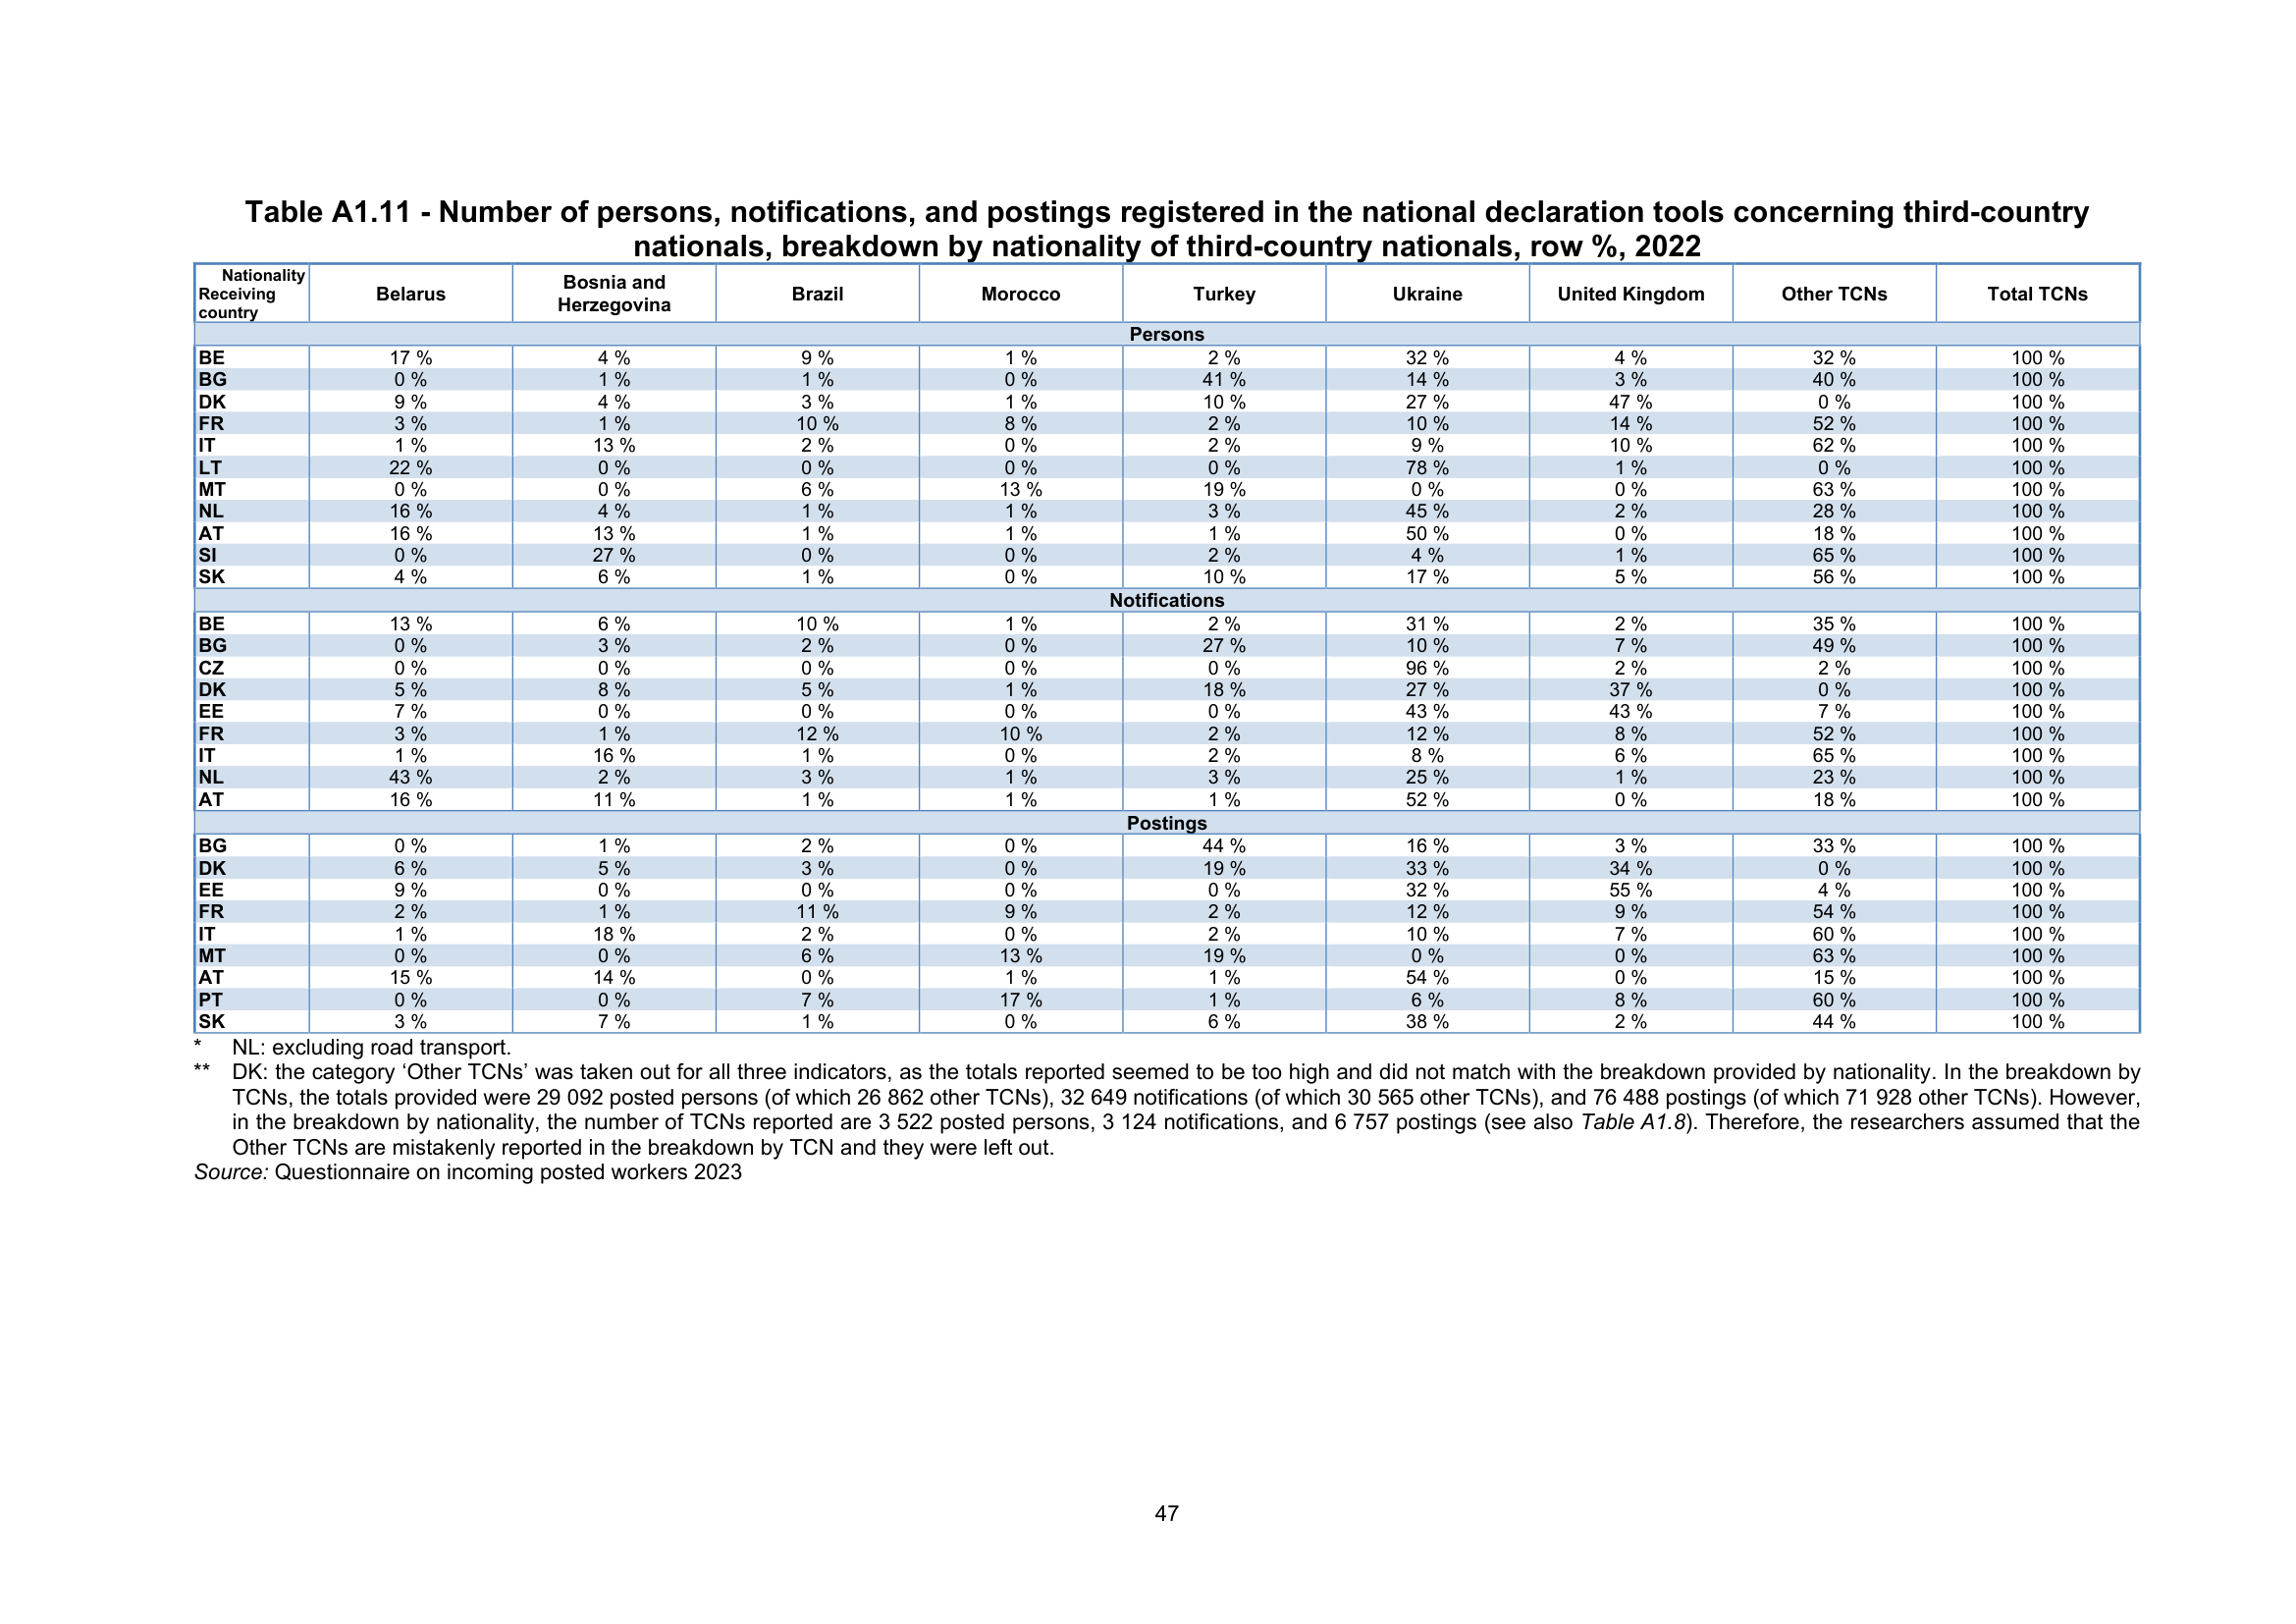 Table A1.11 - Number of persons, notifications, and postings registered in the national declaration tools concerning third-country
nationals, breakdown by nationality of third-country nationals, row %, 2022
Nationality
Receiving
country
Belarus
Bosnia and
Herzegovina
Brazil
Morocco
Turkey
Ukraine
United Kingdom
Other TCNs
Total TCNs
Persons
BE 17 % 4 % 9 % 1 % 2 % 32 % 4 % 32 % 100 %
BG 0 % 1 % 1 % 0 % 41 % 14 % 3 % 40 % 100 %
DK 9 % 4 % 3 % 1 % 10 % 27 % 47 % 0 % 100 %
FR 3 % 1 % 10 % 8 % 2 % 10 % 14 % 52 % 100 %
IT 1 % 13 % 2 % 0 % 2 % 9 % 10 % 62 % 100 %
LT 22 % 0 % 0 % 0 % 0 % 78 % 1 % 0 % 100 %
MT 0 % 0 % 6 % 13 % 19 % 0 % 0 % 63 % 100 %
NL 16 % 4 % 1 % 1 % 3 % 45 % 2 % 28 % 100 %
AT 16 % 13 % 1 % 1 % 1 % 50 % 0 % 18 % 100 %
SI 0 % 27 % 0 % 0 % 2 % 4 % 1 % 65 % 100 %
SK 4 % 6 % 1 % 0 % 10 % 17 % 5 % 56 % 100 %
Notifications
BE 13 % 6 % 10 % 1 % 2 % 31 % 2 % 35 % 100 %
BG 0 % 3 % 2 % 0 % 27 % 10 % 7 % 49 % 100 %
CZ 0 % 0 % 0 % 0 % 0 % 96 % 2 % 2 % 100 %
DK 5 % 8 % 5 % 1 % 18 % 27 % 37 % 0 % 100 %
EE 7 % 0 % 0 % 0 % 0 % 43 % 43 % 7 % 100 %
FR 3 % 1 % 12 % 10 % 2 % 12 % 8 % 52 % 100 %
IT 1 % 16 % 1 % 0 % 2 % 8 % 6 % 65 % 100 %
NL 43 % 2 % 3 % 1 % 3 % 25 % 1 % 23 % 100 %
AT 16 % 11 % 1 % 1 % 1 % 52 % 0 % 18 % 100 %
Postings
BG 0 % 1 % 2 % 0 % 44 % 16 % 3 % 33 % 100 %
DK 6 % 5 % 3 % 0 % 19 % 33 % 34 % 0 % 100 %
EE 9 % 0 % 0 % 0 % 0 % 32 % 55 % 4 % 100 %
FR 2 % 1 % 11 % 9 % 2 % 12 % 9 % 54 % 100 %
IT 1 % 18 % 2 % 0 % 2 % 10 % 7 % 60 % 100 %
MT 0 % 0 % 6 % 13 % 19 % 0 % 0 % 63 % 100 %
AT 15 % 14 % 0 % 1 % 1 % 54 % 0 % 15 % 100 %
PT 0 % 0 % 7 % 17 % 1 % 6 % 8 % 60 % 100 %
SK 3 % 7 % 1 % 0 % 6 % 38 % 2 % 44 % 100 %
* NL: excluding road transport.
** DK: the category ‘Other TCNs’ was taken out for all three indicators, as the totals reported seemed to be too high and did not match with the breakdown provided by nationality. In the breakdown by
TCNs, the totals provided were 29 092 posted persons (of which 26 862 other TCNs), 32 649 notifications (of which 30 565 other TCNs), and 76 488 postings (of which 71 928 other TCNs). However,
in the breakdown by nationality, the number of TCNs reported are 3 522 posted persons, 3 124 notifications, and 6 757 postings (see also Table A1.8). Therefore, the researchers assumed that the
Other TCNs are mistakenly reported in the breakdown by TCN and they were left out.
Source: Questionnaire on incoming posted workers 2023
47